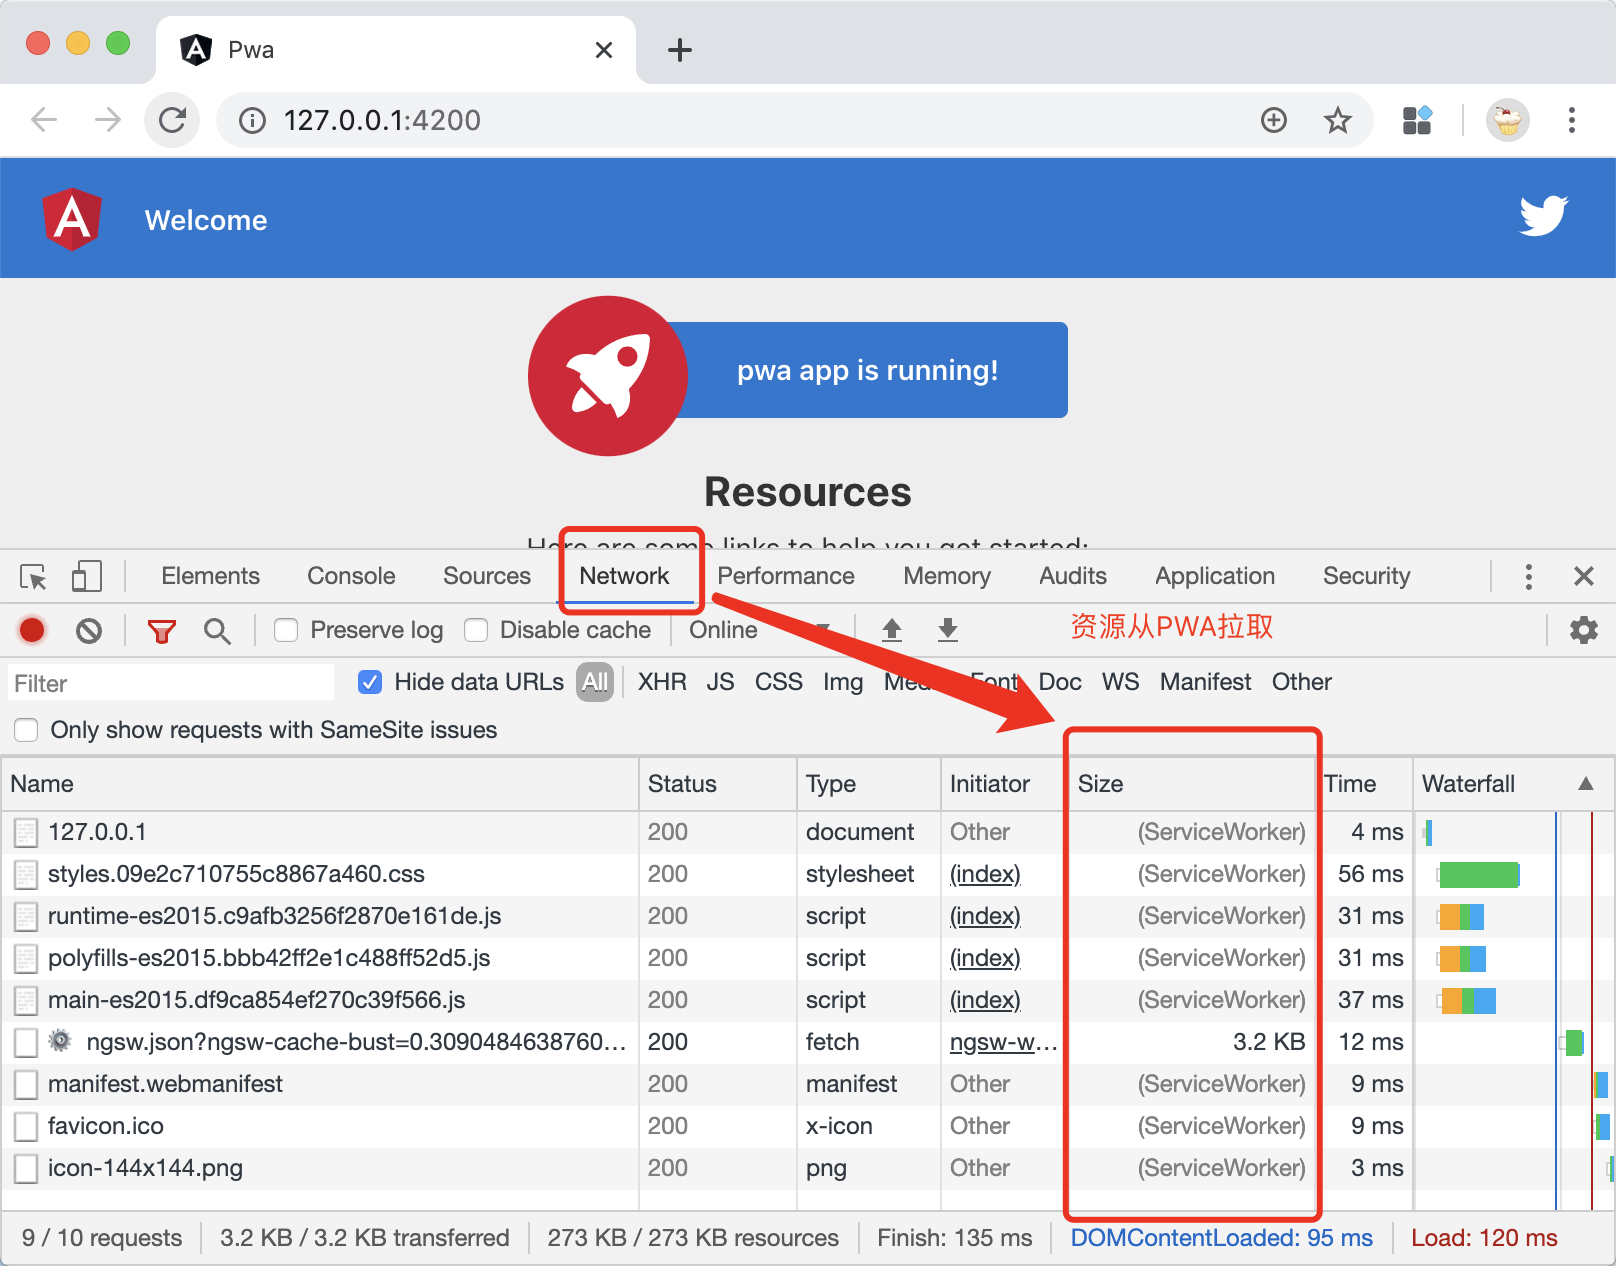 Pwa
127.0.0.1:4200
Welcome
pwa app is running!
Resources
Here are some links to help you get started:
Elements Console Sources Network Performance Memory Audits Application Security
Preserve log Disable cache Online 资源从PWA拉取
Filter Hide data URLs All XHR JS CSS Img Font Doc WS Manifest Other
Only show requests with SameSite issues
Name Status Type Initiator Size Time Waterfall
127.0.0.1 200 document Other (ServiceWorker) 4 ms
styles.09e2c710755c8867a460.css 200 stylesheet (index) (ServiceWorker) 56 ms
runtime-es2015.c9afb3256f2870e161de.js 200 script (index) (ServiceWorker) 31 ms
polyfills-es2015.bbb42ff2e1c488ff52d5.js 200 script (index) (ServiceWorker) 31 ms
main-es2015.df9ca854ef270c39f566.js 200 script (index) (ServiceWorker) 37 ms
ngsw.json?ngsw-cache-bust=0.3090484638760… 200 fetch ngsw-w… 3.2 KB 12 ms
manifest.webmanifest 200 manifest Other (ServiceWorker) 9 ms
favicon.ico 200 x-icon Other (ServiceWorker) 9 ms
icon-144x144.png 200 png Other (ServiceWorker) 3 ms
9 / 10 requests 3.2 KB / 3.2 KB transferred 273 KB / 273 KB resources Finish: 135 ms DOMContentLoaded: 95 ms Load: 120 ms